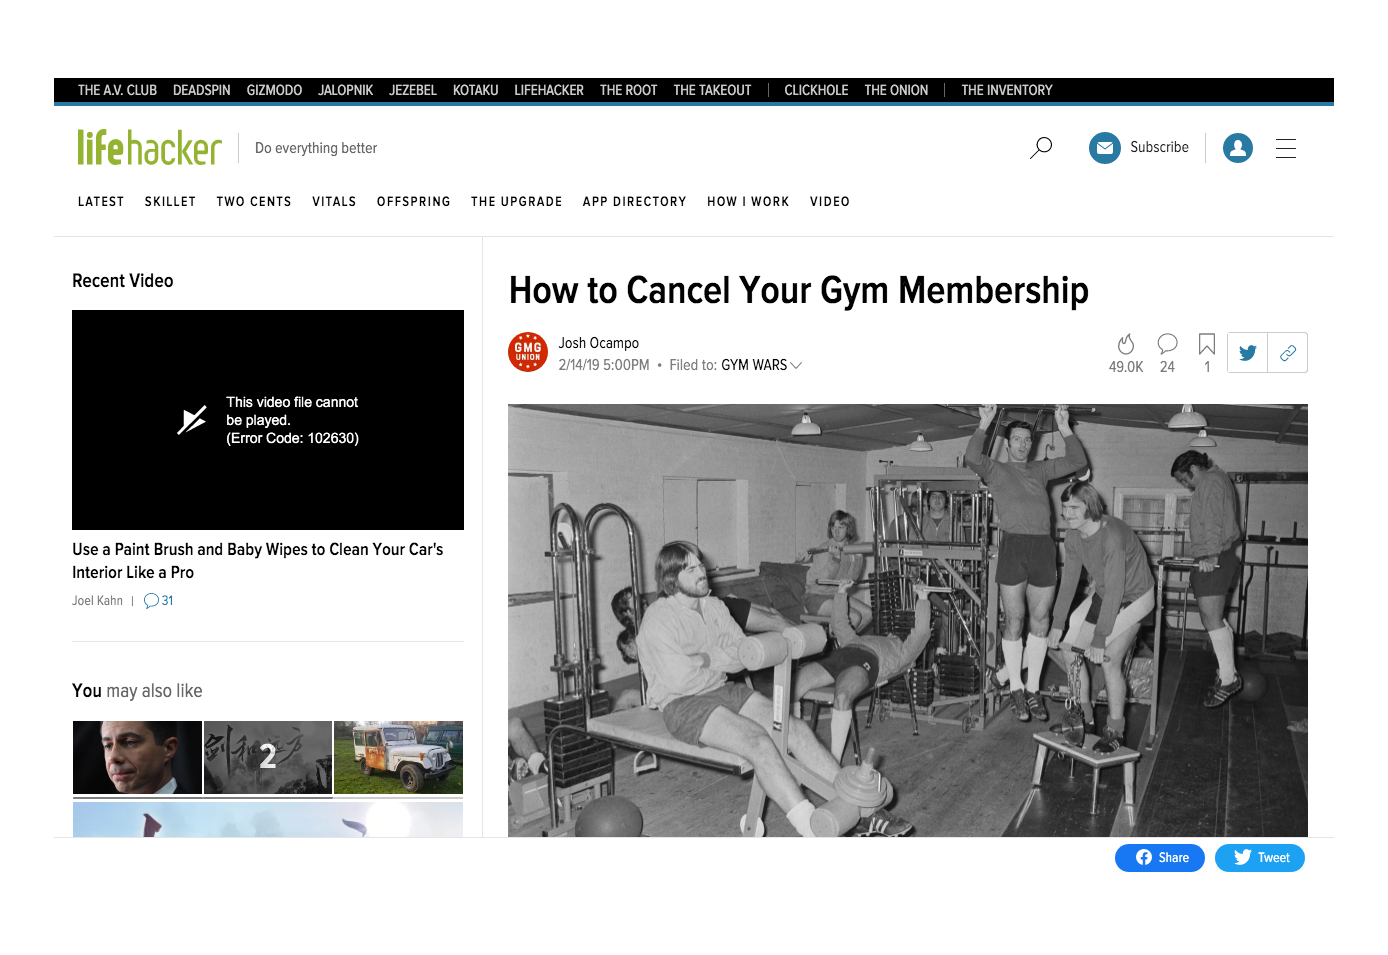 THE A.V. CLUB DEADSPIN GIZMODO JALOPNIK JEZEBEL KOTAKU LIFEHACKER THE ROOT THE TAKEOUT CLICKHOLE THE ONION THE INVENTORY
lifehacker Do everything better Subscribe
LATEST SKILLET TWO CENTS VITALS OFFSPRING THE UPGRADE APP DIRECTORY HOW I WORK VIDEO
Recent Video
This video file cannot
be played.
(Error Code: 102630)
Use a Paint Brush and Baby Wipes to Clean Your Car's
Interior Like a Pro
Joel Kahn | 31
You may also like
剑和远方
2
How to Cancel Your Gym Membership
GMG
UNION
Josh Ocampo
2/14/19 5:00PM • Filed to: GYM WARS
49.0K 24 1
Share Tweet